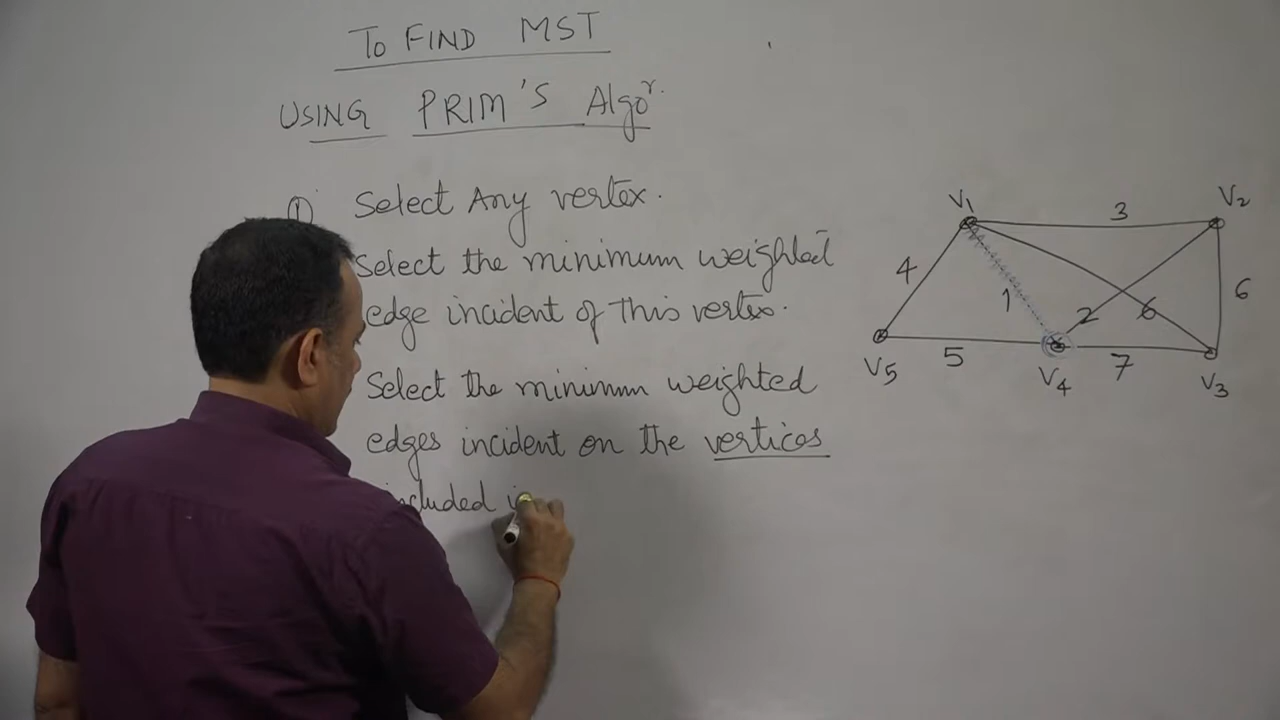 To FIND MST
USING PRIM'S Algoʳ.
① Select Any vertex.
Select the minimum weighted
edge incident of this vertex.
Select the minimum weighted
edges incident on the vertices
included
V₁
3
V₂
4
1
2
6
6
V₅
5
V₄
7
V₃